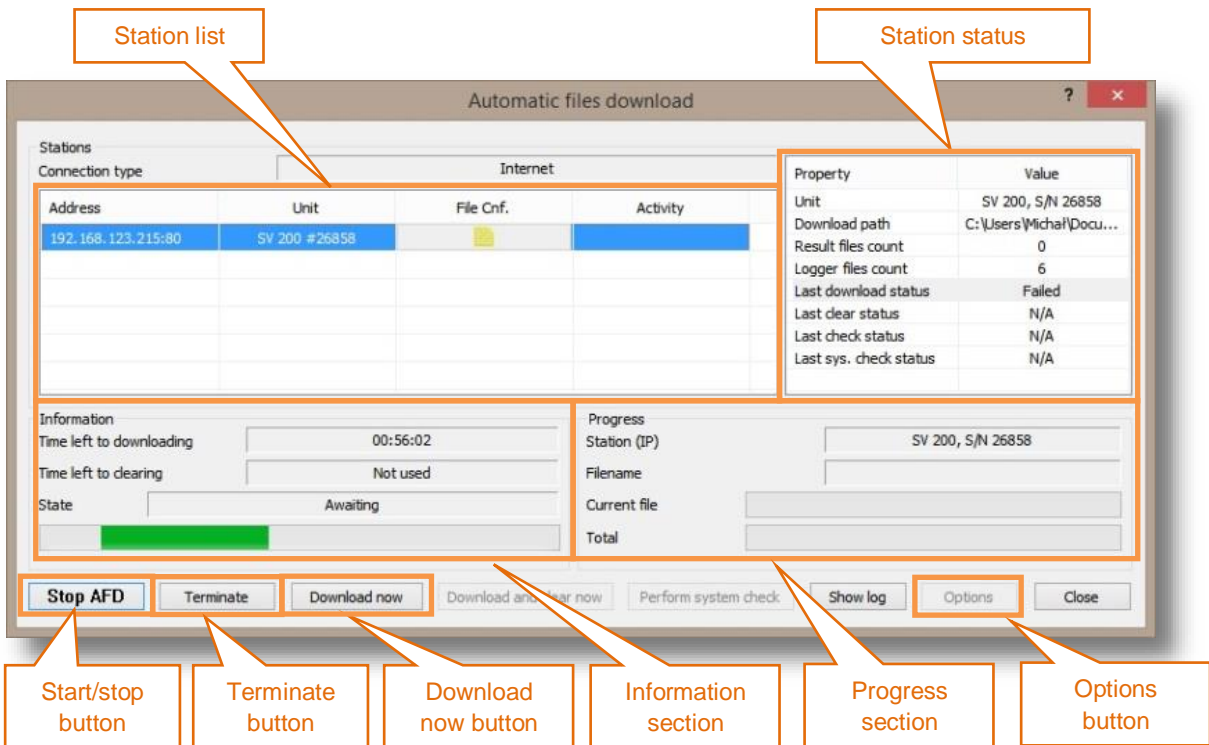 Station list
Station status
Automatic files download
?
Stations
Connection type
Internet
Property Value
Address Unit File Cnf. Activity
Unit SV 200, S/N 26858
192.168.123.215:80 SV 200 #26858
Download path C:\Users\Michał\Docu...
Result files count 0
Logger files count 6
Last download status Failed
Last clear status N/A
Last check status N/A
Last sys. check status N/A
Information
Time left to downloading 00:56:02
Time left to clearing Not used
State Awaiting
Progress
Station (IP) SV 200, S/N 26858
Filename
Current file
Total
Stop AFD Terminate Download now Download and clear now Perform system check Show log Options Close
Start/stop
button
Terminate
button
Download
now button
Information
section
Progress
section
Options
button